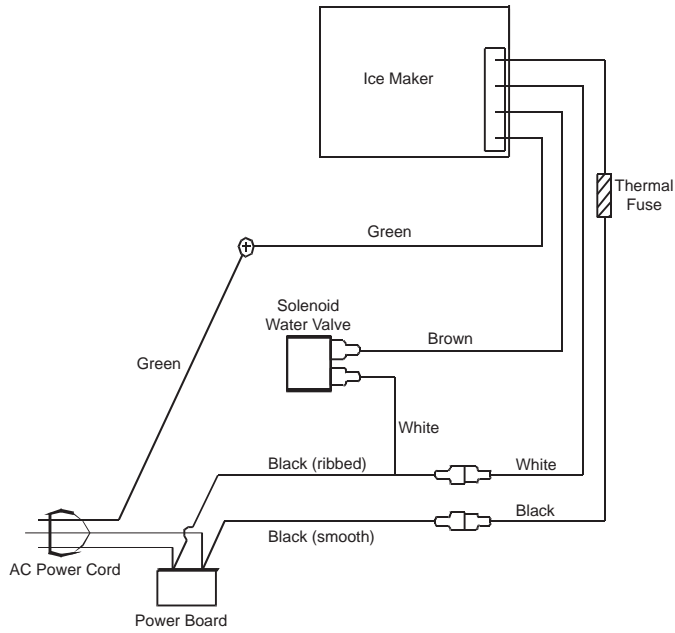 Ice Maker
Thermal
Fuse
Green
Solenoid
Water Valve
Brown
Green
White
Black (ribbed)
White
Black
Black (smooth)
AC Power Cord
Power Board